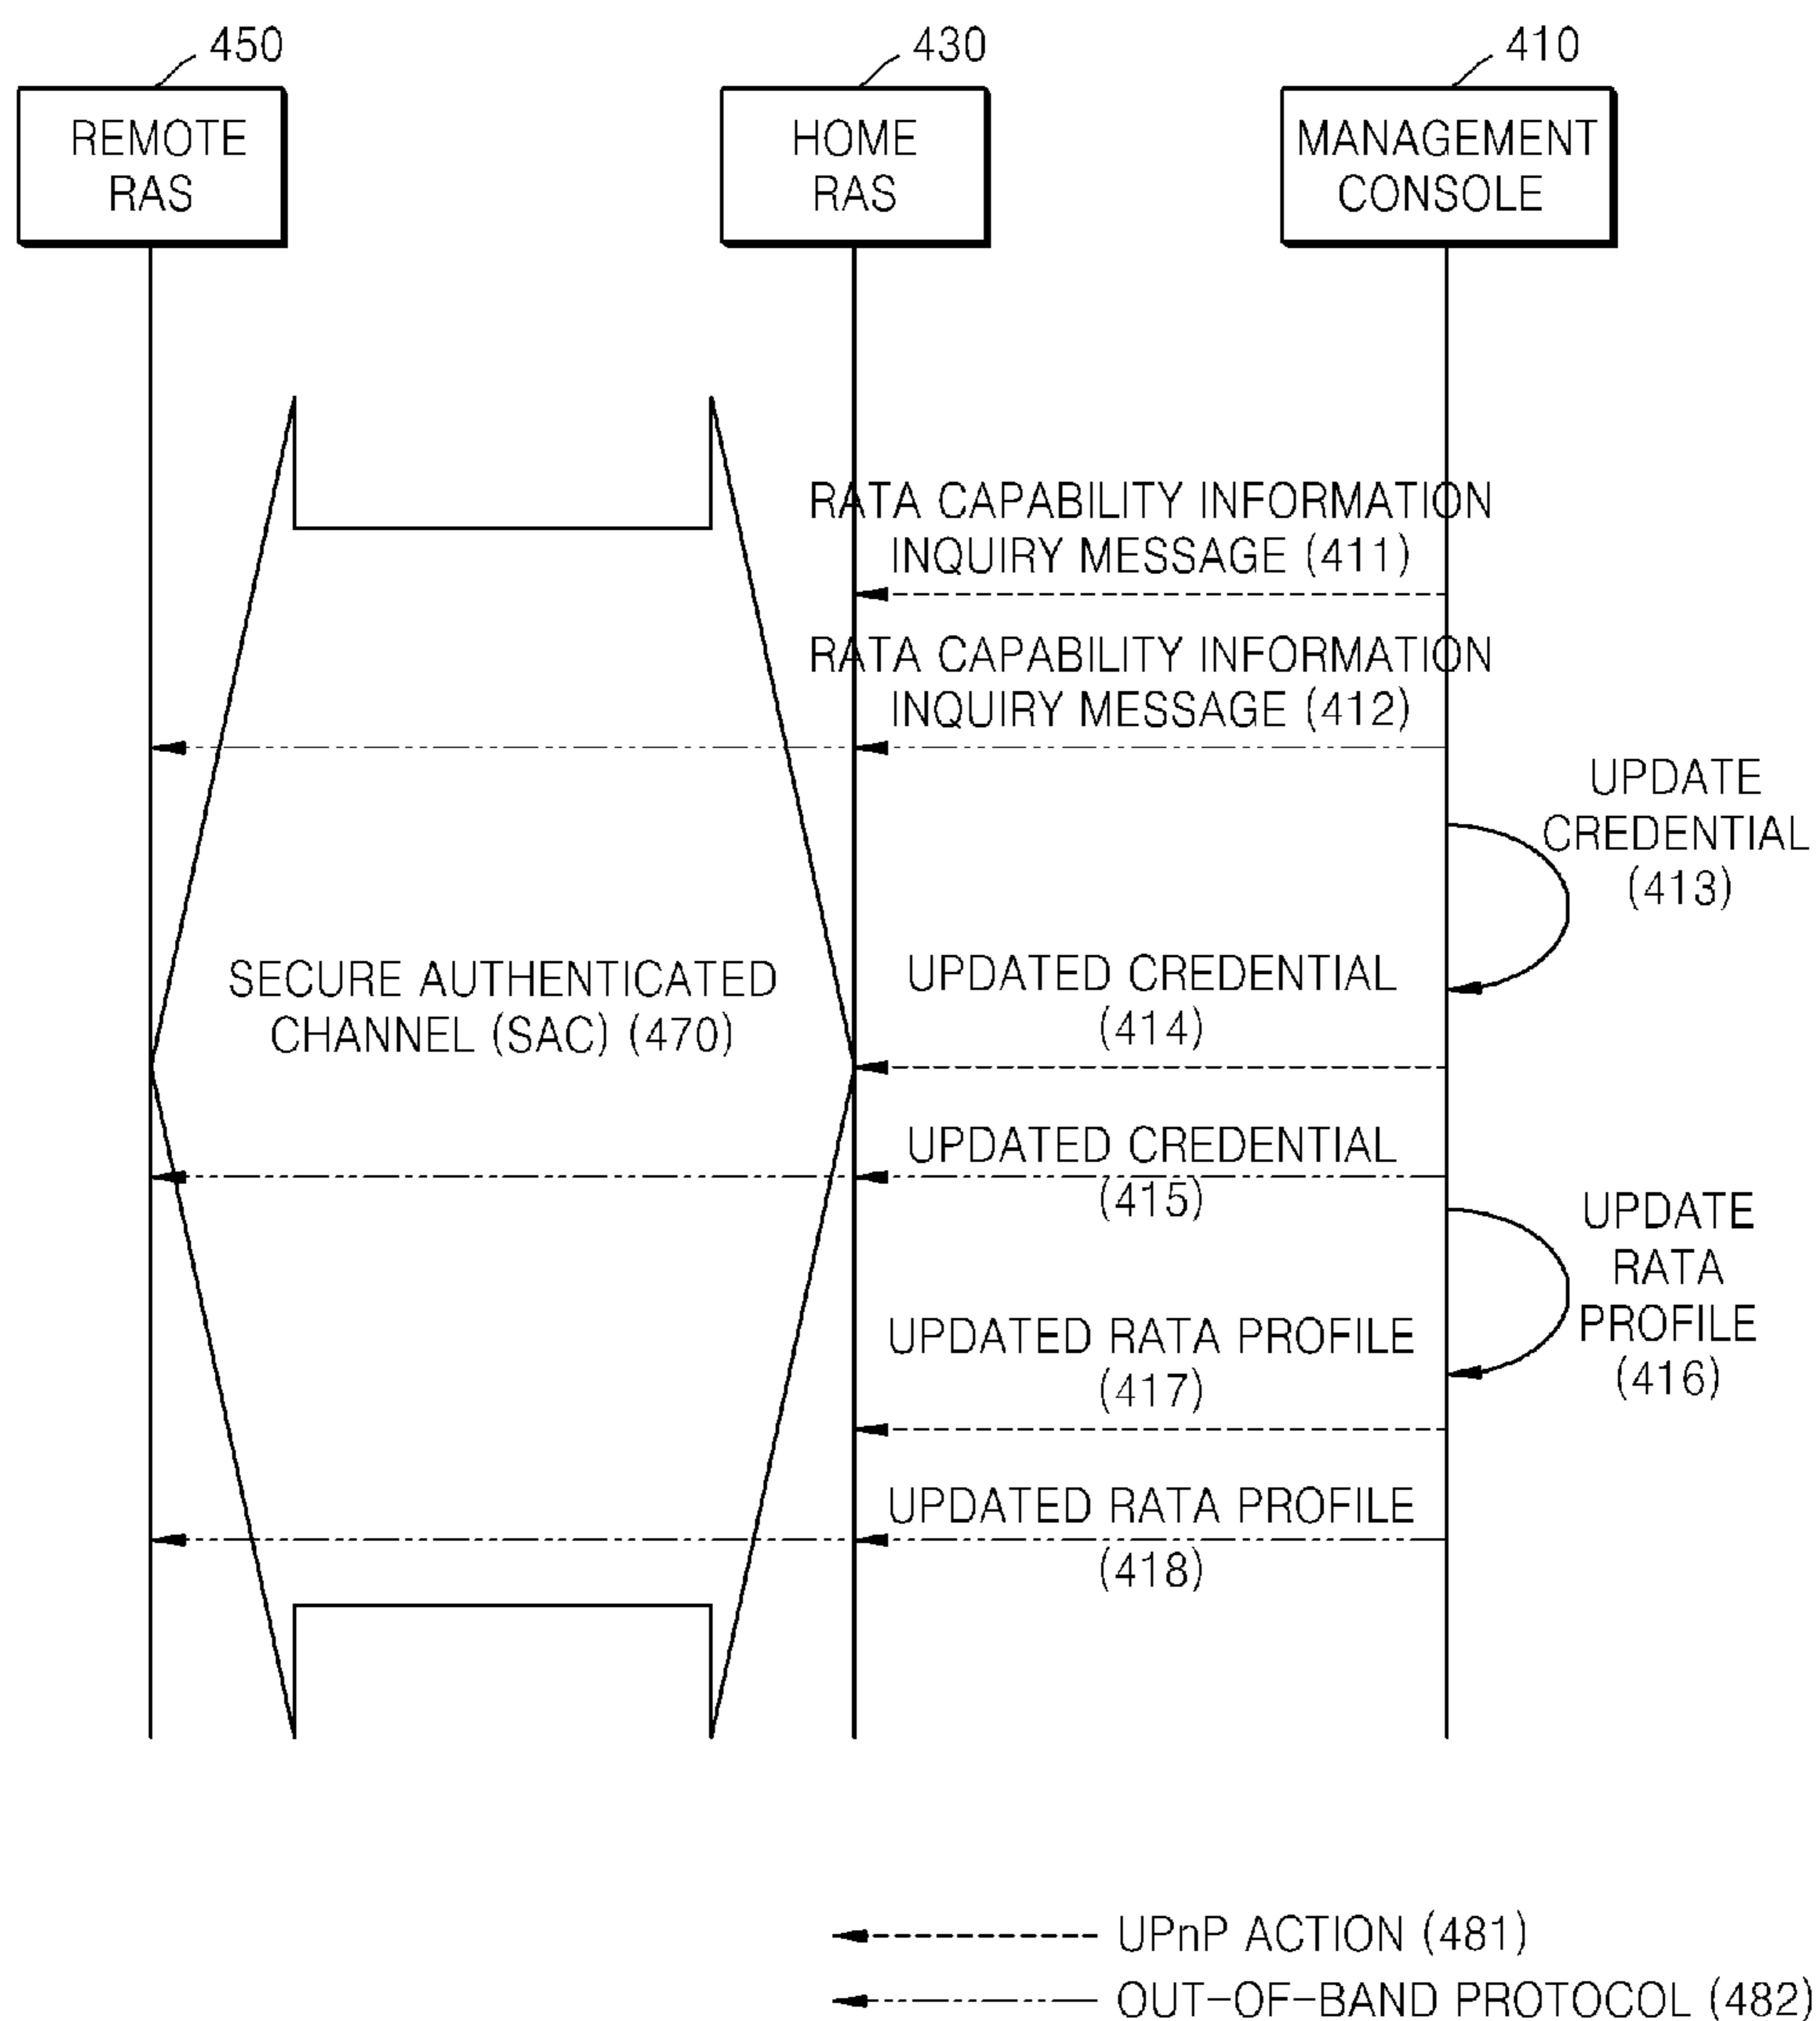 450
430
410
REMOTE
RAS
HOME
RAS
MANAGEMENT
CONSOLE
RATA CAPABILITY INFORMATION
INQUIRY MESSAGE (411)
RATA CAPABILITY INFORMATION
INQUIRY MESSAGE (412)
UPDATE
CREDENTIAL
(413)
SECURE AUTHENTICATED
CHANNEL (SAC) (470)
UPDATED CREDENTIAL
(414)
UPDATED CREDENTIAL
(415)
UPDATE
RATA
PROFILE
(416)
UPDATED RATA PROFILE
(417)
UPDATED RATA PROFILE
(418)
UPnP ACTION (481)
OUT-OF-BAND PROTOCOL (482)